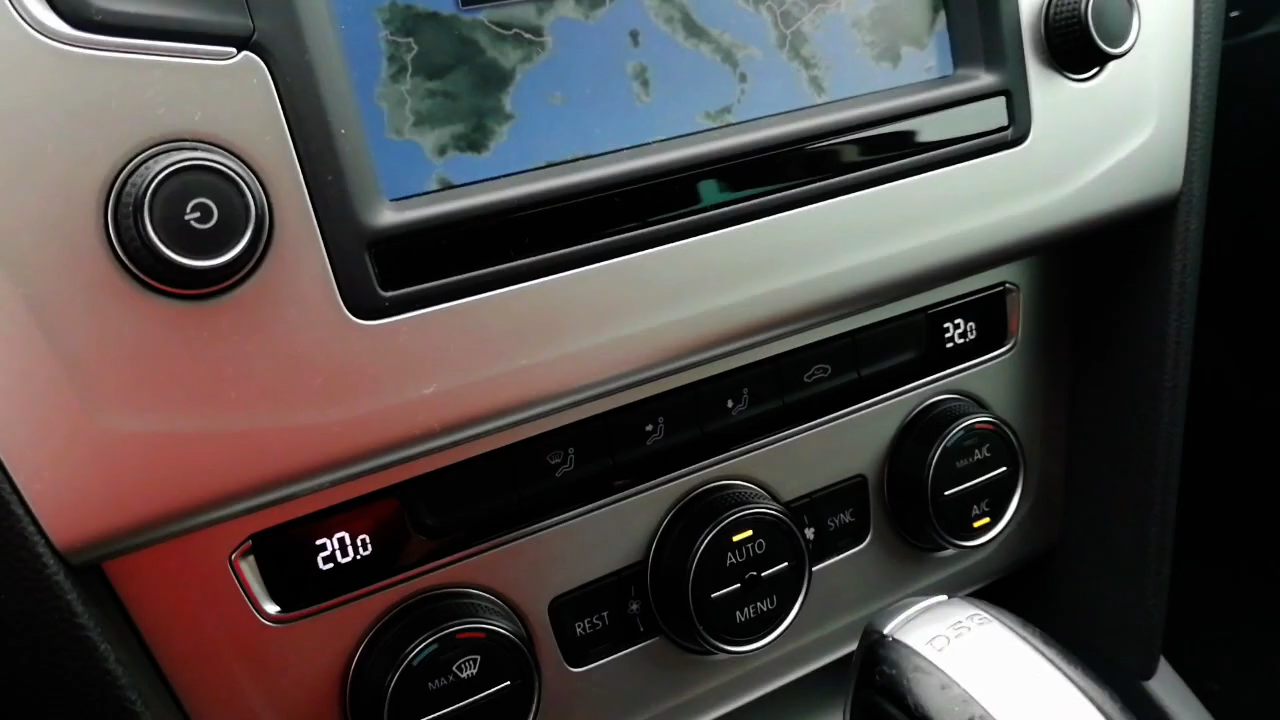 22.0
20.0
MAX A/C
A/C
SYNC
AUTO
MENU
REST
MAX
DSG